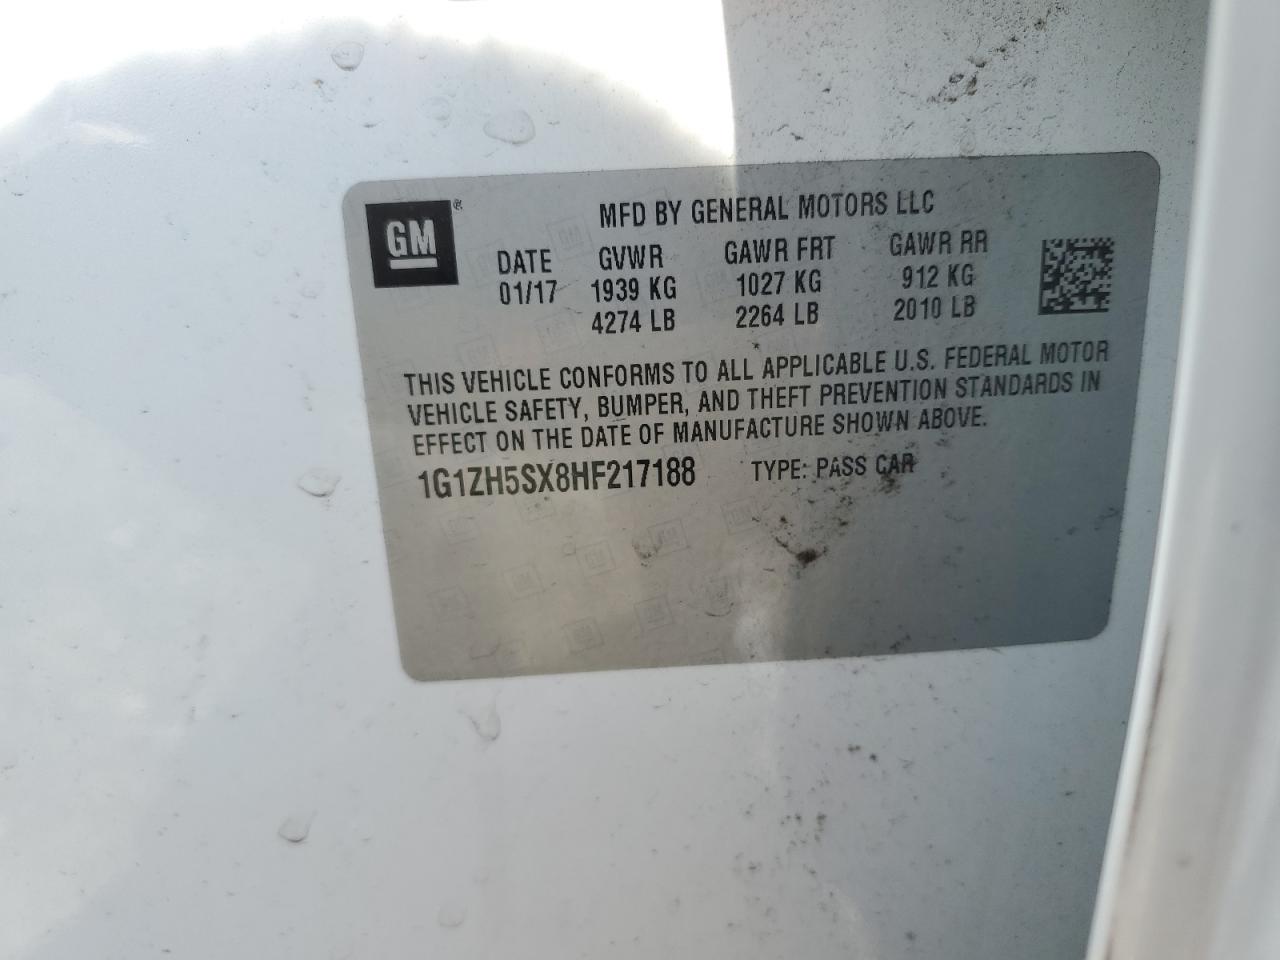 GM
MFD BY GENERAL MOTORS LLC
DATE GVWR GAWR FRT GAWR RR
01/17 1939 KG 1027 KG 912 KG
4274 LB 2264 LB 2010 LB
THIS VEHICLE CONFORMS TO ALL APPLICABLE U.S. FEDERAL MOTOR
VEHICLE SAFETY, BUMPER, AND THEFT PREVENTION STANDARDS IN
EFFECT ON THE DATE OF MANUFACTURE SHOWN ABOVE.
1G1ZH5SX8HF217188 TYPE: PASS CAR